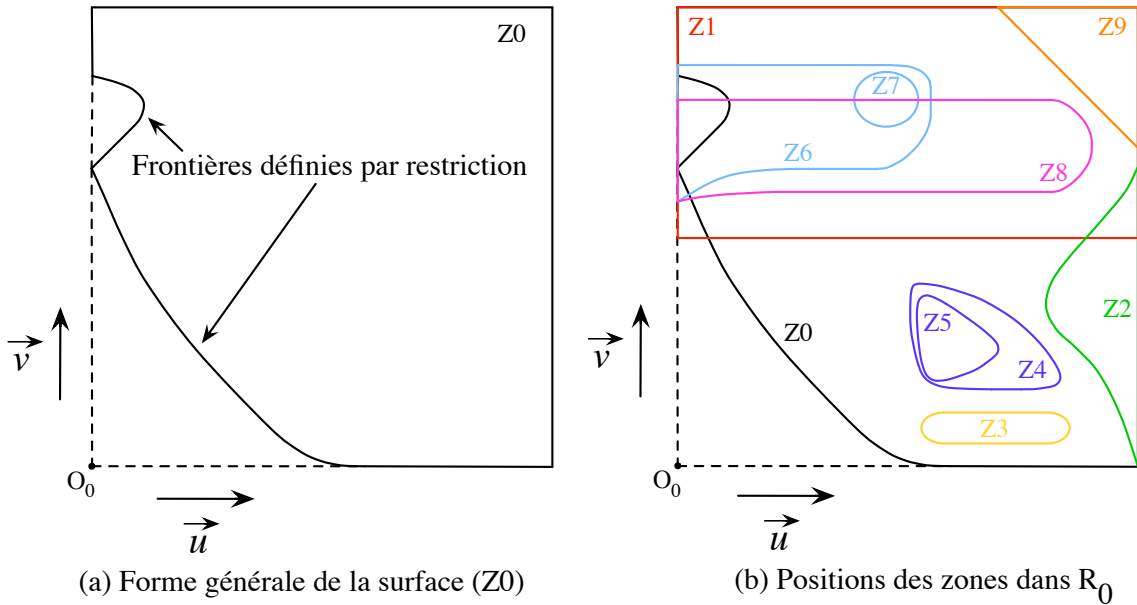 Z0
Frontières définies par restriction
v
O0
u
(a) Forme générale de la surface (Z0)
Z1
Z9
Z7
Z6
Z8
Z0
Z2
Z5
Z4
Z3
v
O0
u
(b) Positions des zones dans R0